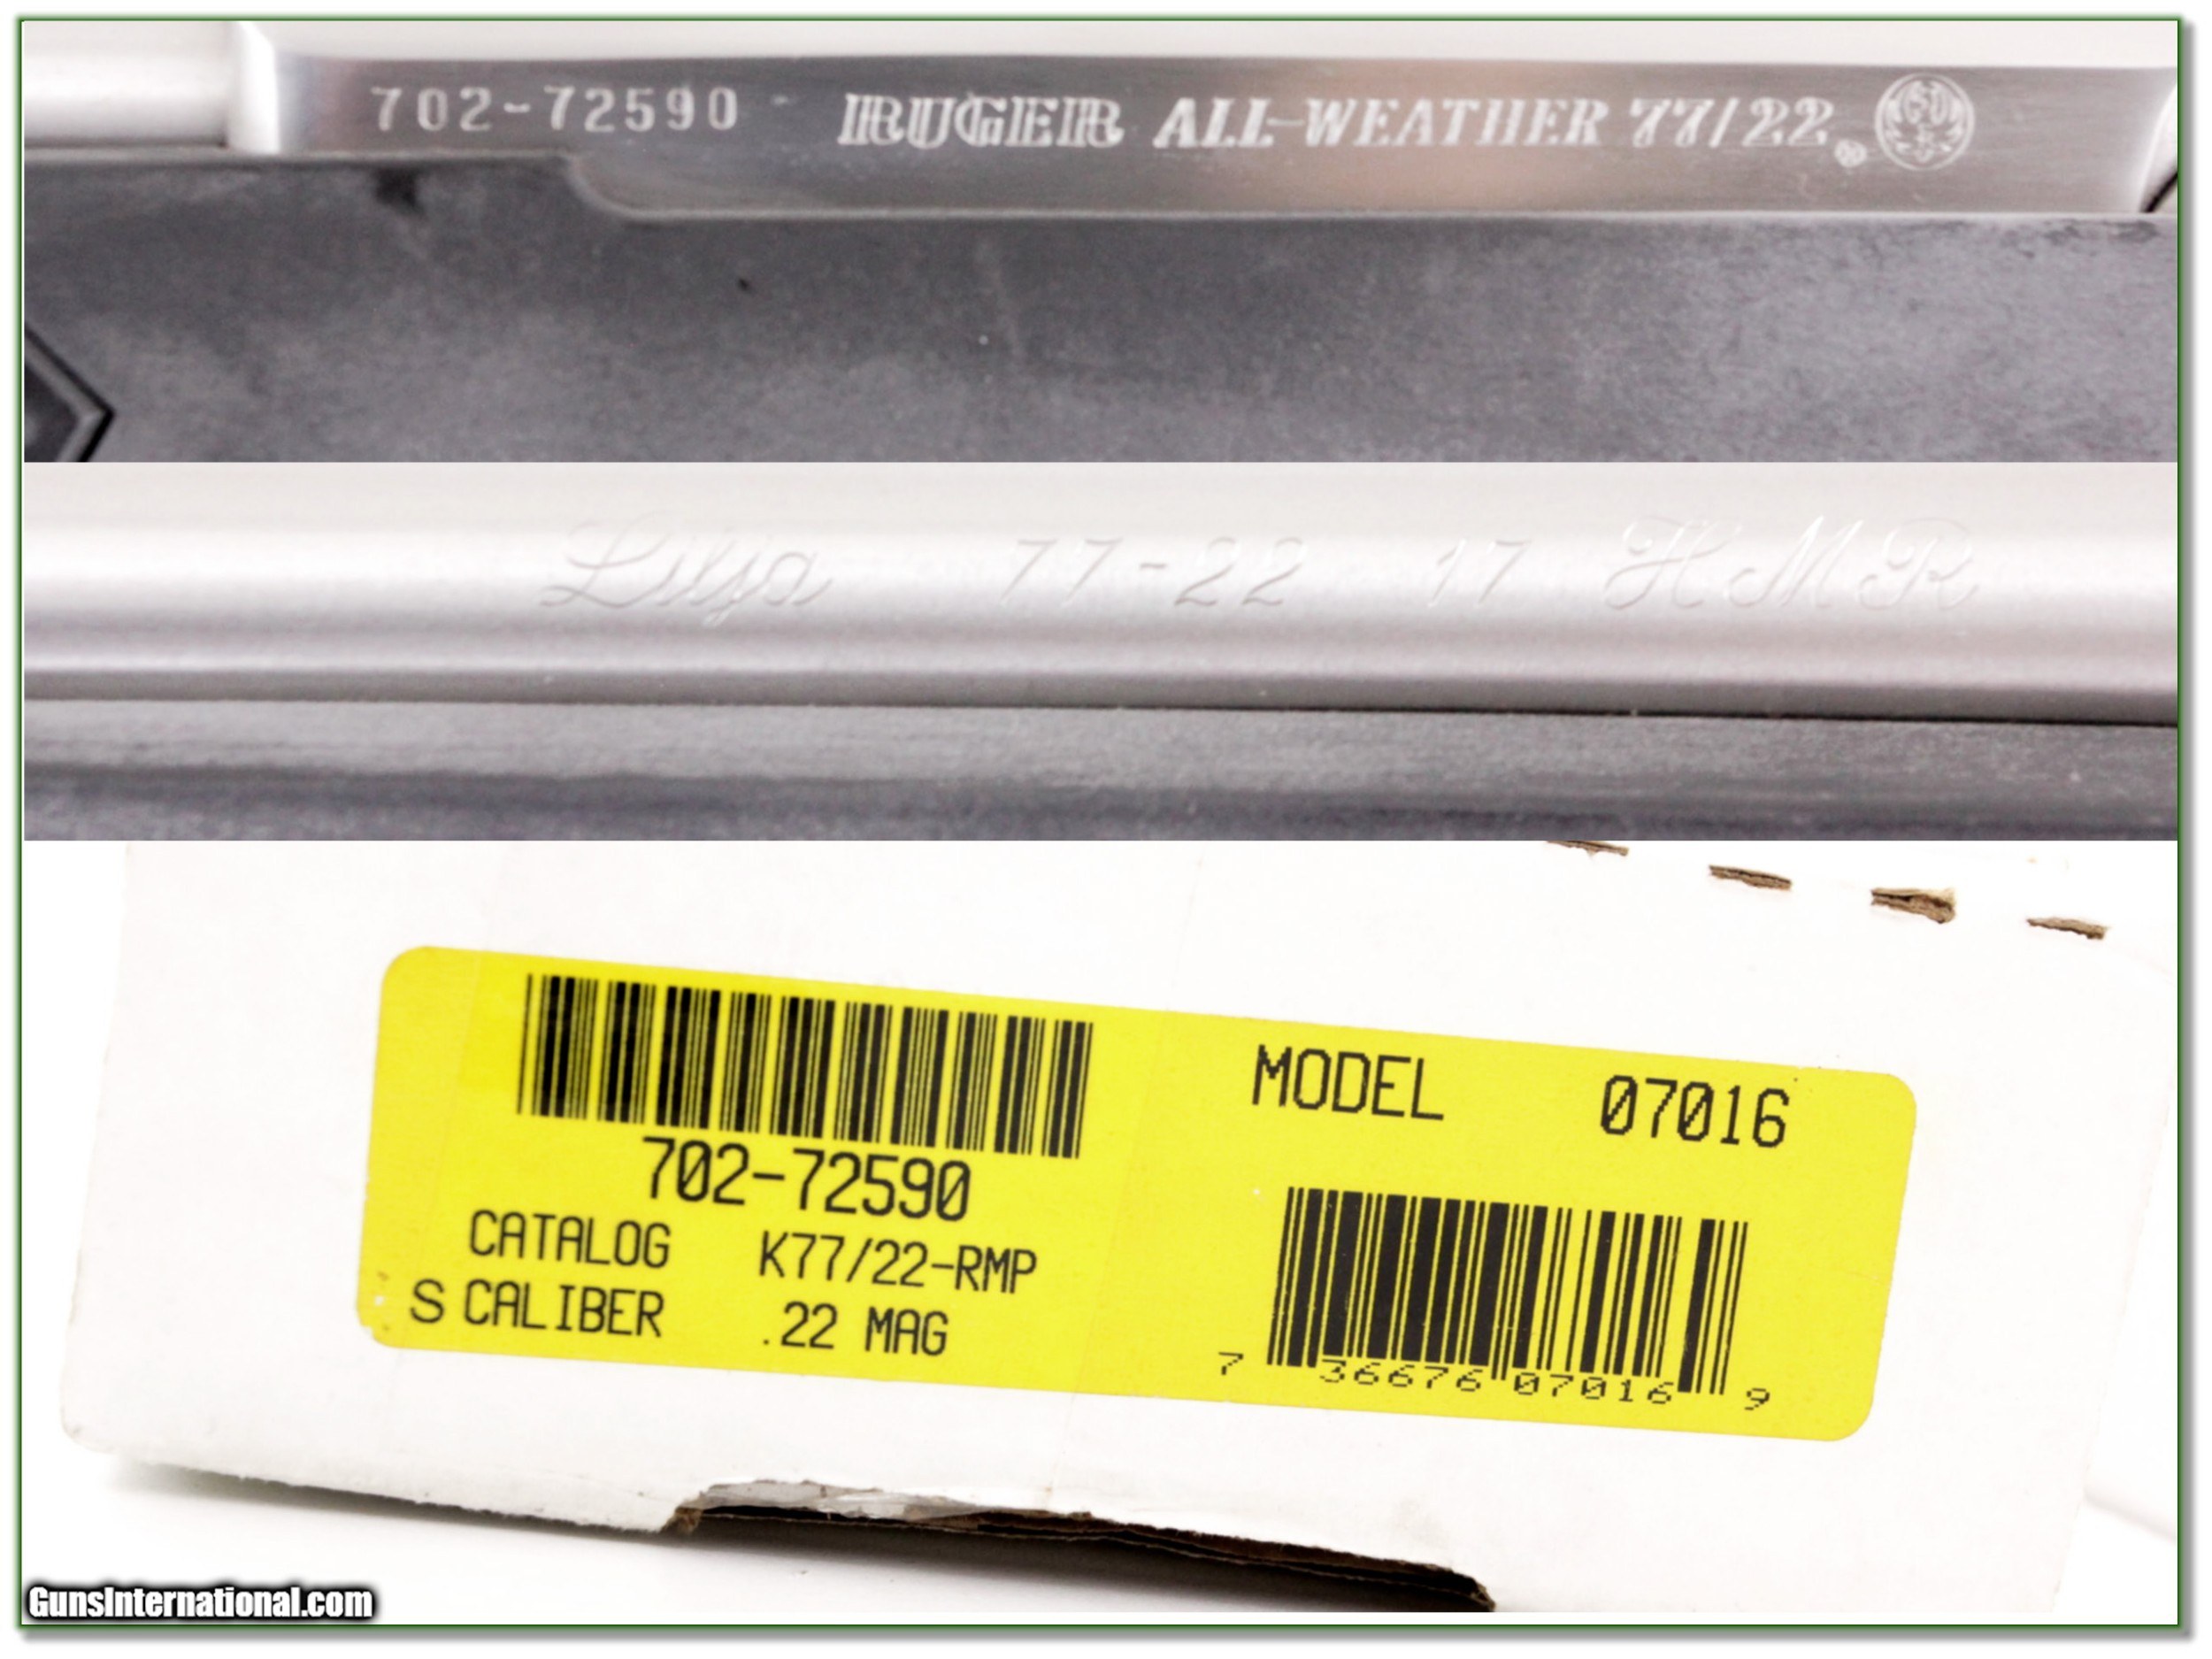 702-72590 RUGER ALL-WEATHER 77/22 ®
Lilja 77-22 17 HMR
702-72590
CATALOG K77/22-RMP
S CALIBER .22 MAG
MODEL 07016
7 36676 07016 9
GunsInternational.com